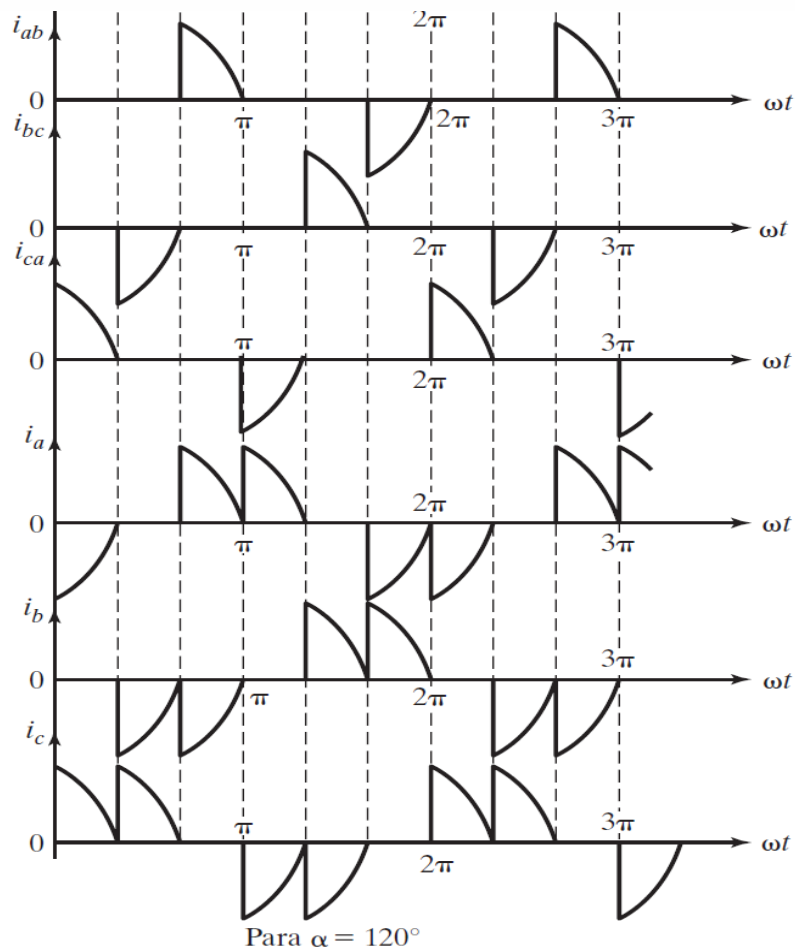 2π
i_ab
0 π 2π 3π ωt
i_bc
0 π 2π 3π ωt
i_ca
0 π 2π 3π ωt
i_a
2π
0 π 3π ωt
i_b
3π
0 π 2π ωt
i_c
π 3π
0 2π ωt
Para α = 120°